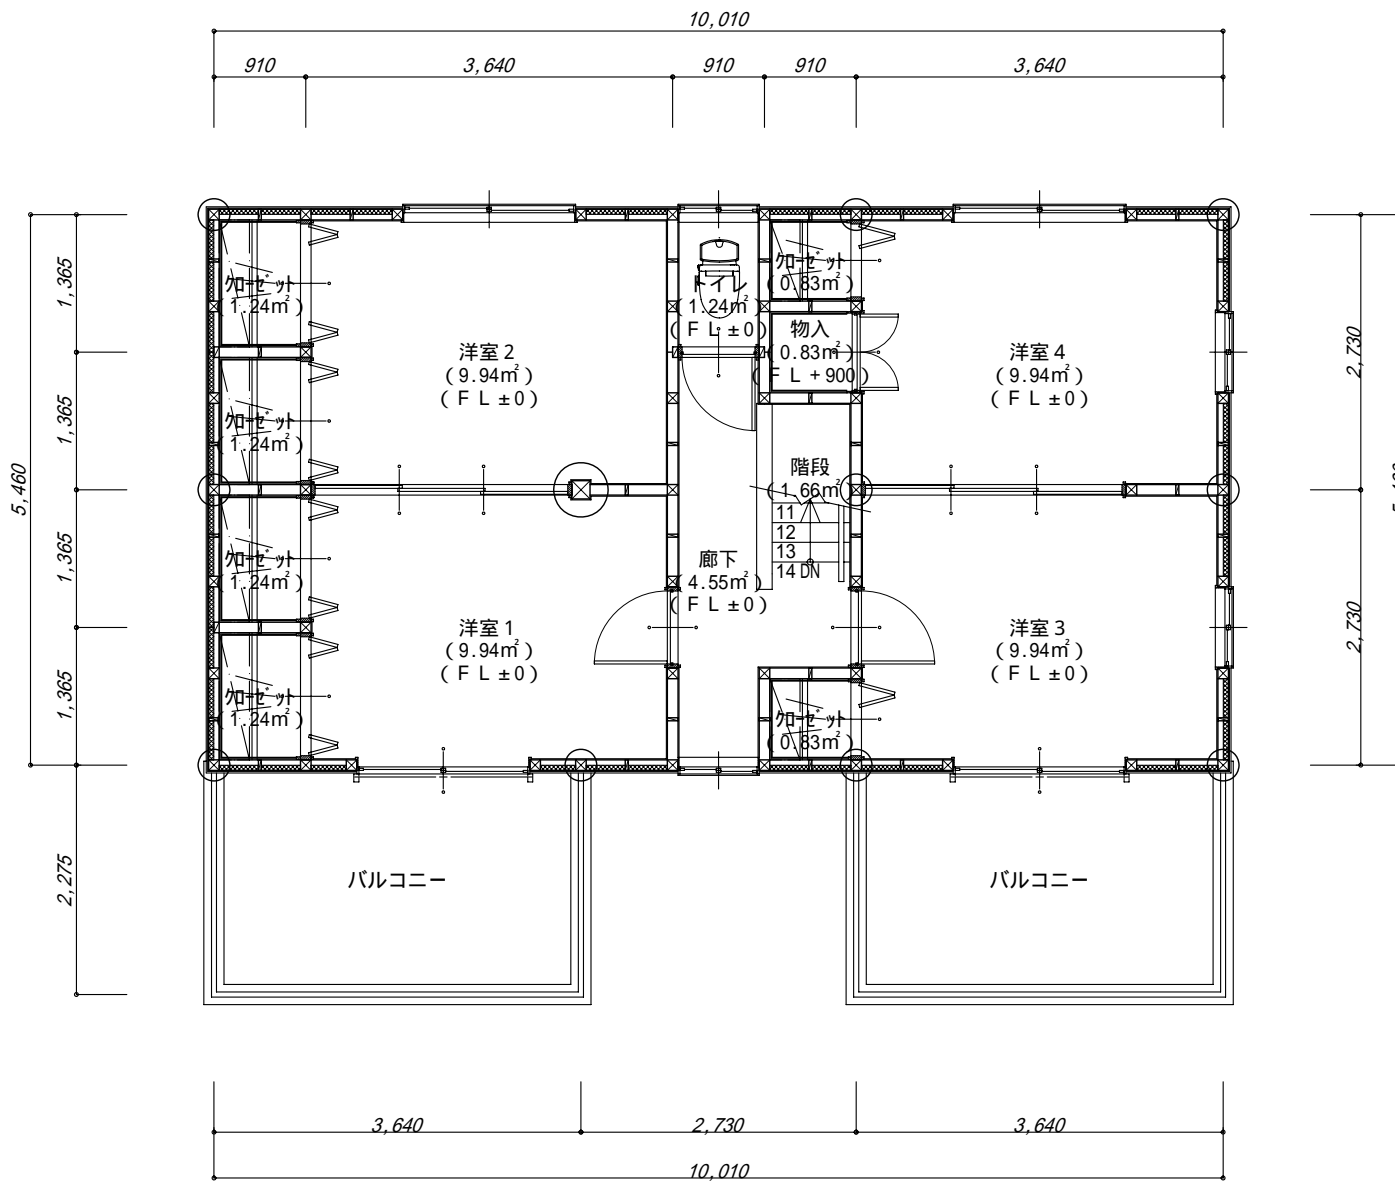 10,010
910
3,640
910
910
3,640
1,365
1,365
1,365
1,365
5,460
2,275
2,730
2,730
クローゼット
(1.24㎡)
クローゼット
(1.24㎡)
クローゼット
(1.24㎡)
クローゼット
(1.24㎡)
洋室2
(9.94㎡)
(FL±0)
トイレ
(1.24㎡)
(FL±0)
クローゼット
(0.83㎡)
物入
(0.83㎡)
(FL+900)
洋室4
(9.94㎡)
(FL±0)
階段
(1.66㎡)
11
12
13
14 DN
廊下
(4.55㎡)
(FL±0)
洋室1
(9.94㎡)
(FL±0)
洋室3
(9.94㎡)
(FL±0)
クローゼット
(0.83㎡)
バルコニー
バルコニー
3,640
2,730
3,640
10,010